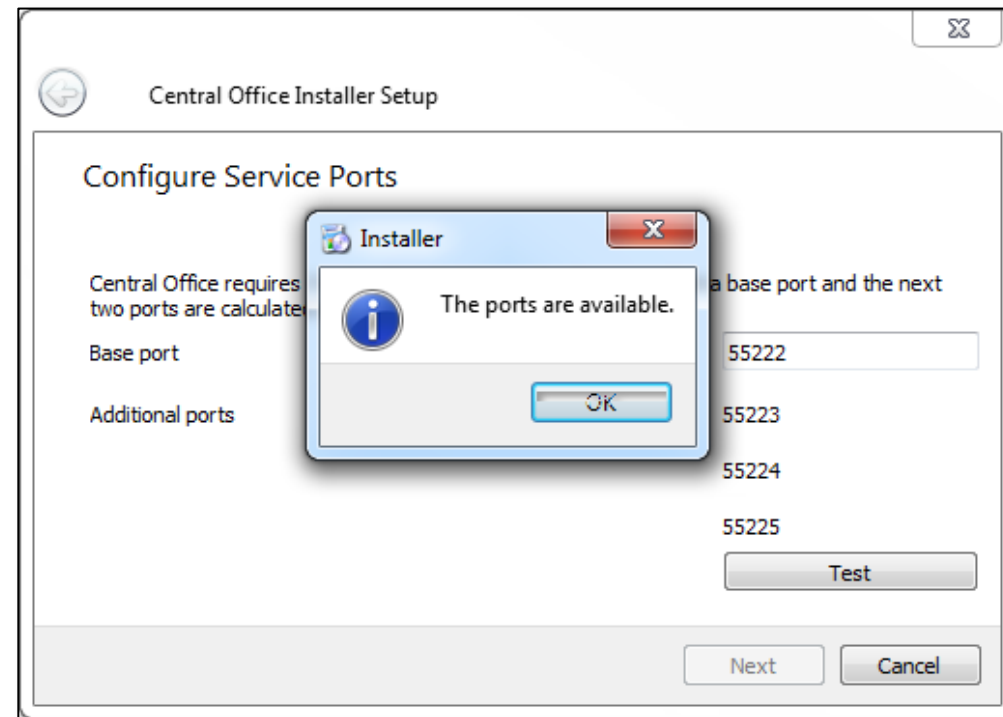 Central Office Installer Setup
Configure Service Ports
Installer
The ports are available.
OK
Central Office requires a base port and the next
two ports are calculate
Base port 55222
Additional ports 55223
55224
55225
Test
Next Cancel